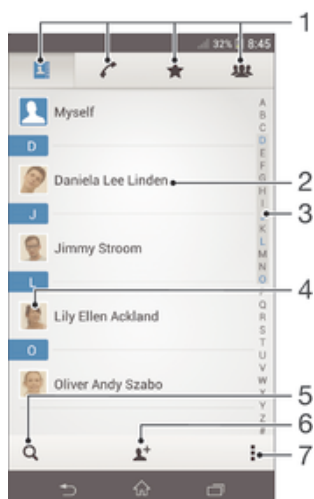 1
32% 8:45
Myself
D
Daniela Lee Linden
2
J
3
Jimmy Stroom
L
4
Lily Ellen Ackland
O
Oliver Andy Szabo
5
6
7
A
B
C
D
E
F
G
H
I
K
L
M
N
O
Q
R
S
T
U
V
W
X
Y
Z
#